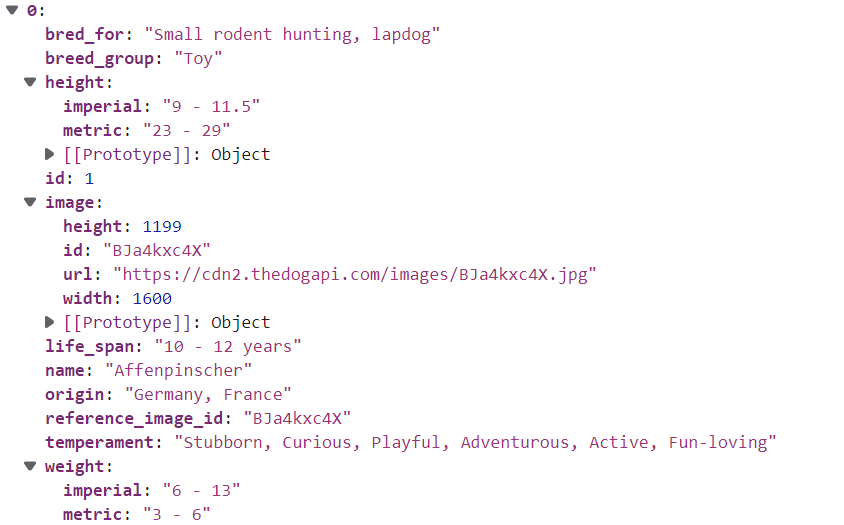 0:
bred_for: "Small rodent hunting, lapdog"
breed_group: "Toy"
height:
imperial: "9 - 11.5"
metric: "23 - 29"
[[Prototype]]: Object
id: 1
image:
height: 1199
id: "BJa4kxc4X"
url: "https://cdn2.thedogapi.com/images/BJa4kxc4X.jpg"
width: 1600
[[Prototype]]: Object
life_span: "10 - 12 years"
name: "Affenpinscher"
origin: "Germany, France"
reference_image_id: "BJa4kxc4X"
temperament: "Stubborn, Curious, Playful, Adventurous, Active, Fun-loving"
weight:
imperial: "6 - 13"
metric: "3 - 6"